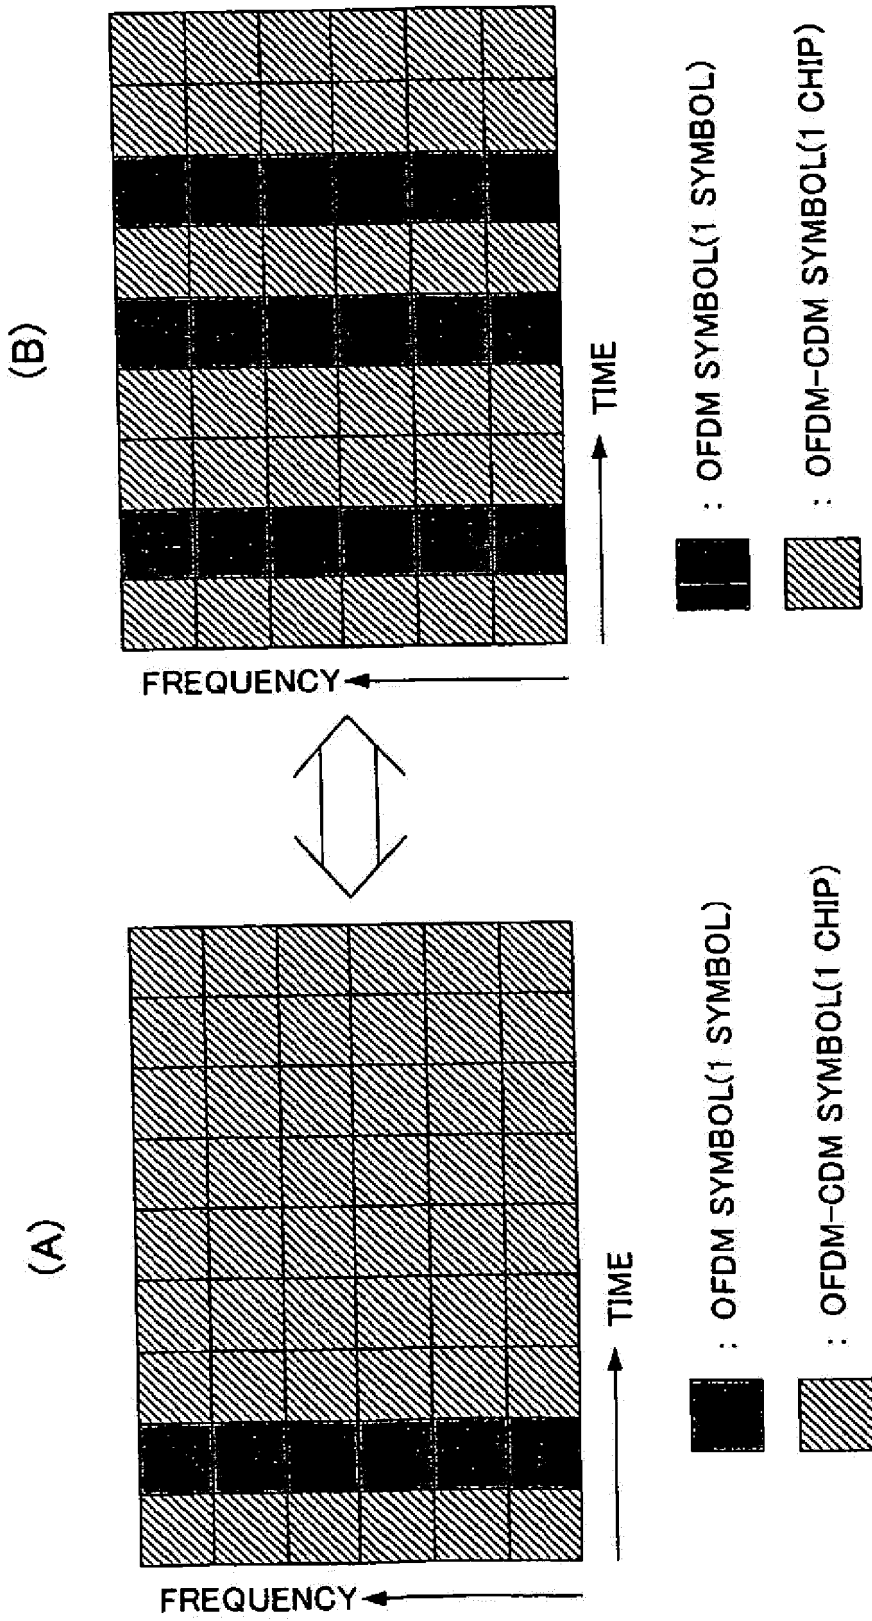 (A)
FREQUENCY
TIME
: OFDM SYMBOL(1 SYMBOL)
: OFDM-CDM SYMBOL(1 CHIP)
(B)
FREQUENCY
TIME
: OFDM SYMBOL(1 SYMBOL)
: OFDM-CDM SYMBOL(1 CHIP)